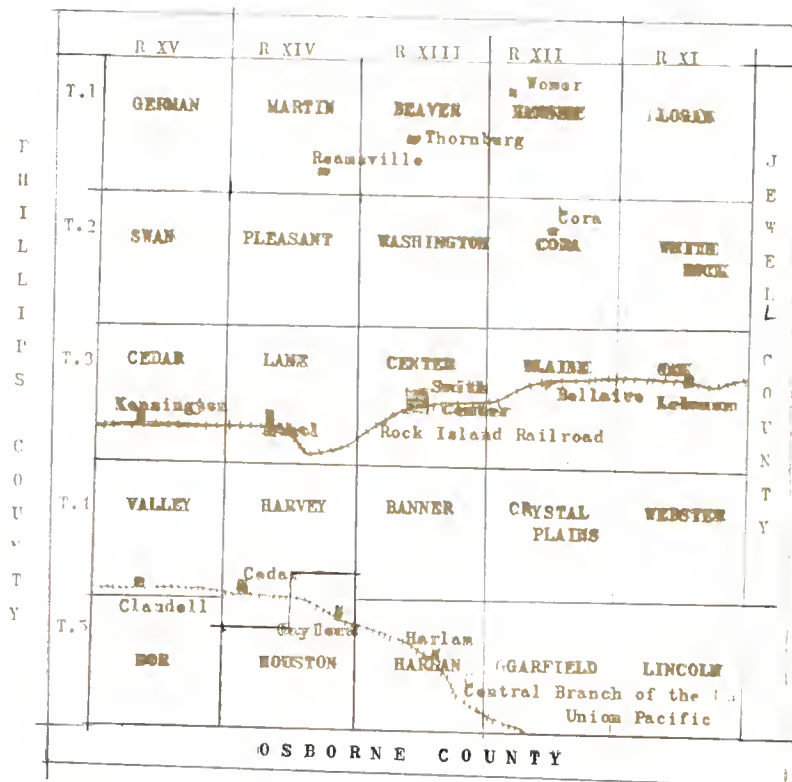 R XV R XIV R XIII R XII R XI
T.1
GERMAN MARTIN BEAVER LOGAN
Womer
Thornburg
Reamsville
T.2
Cora
SWAN PLEASANT WASHINGTON CORA WHITE
ROCK
T.3
CEDAR LANE CENTER BLAINE OAK
Smith
Kensington Center Bellaire Lebanon
Athol Rock Island Railroad
T.4
VALLEY HARVEY BANNER CRYSTAL WEBSTER
PLAINS
Cedar
Claudell
T.5
Gaylord
Harlam
DOR HOUSTON HARLAN GARFIELD LINCOLN
Central Branch of the
Union Pacific
PHILLIPS COUNTY
JEWELL COUNTY
OSBORNE COUNTY